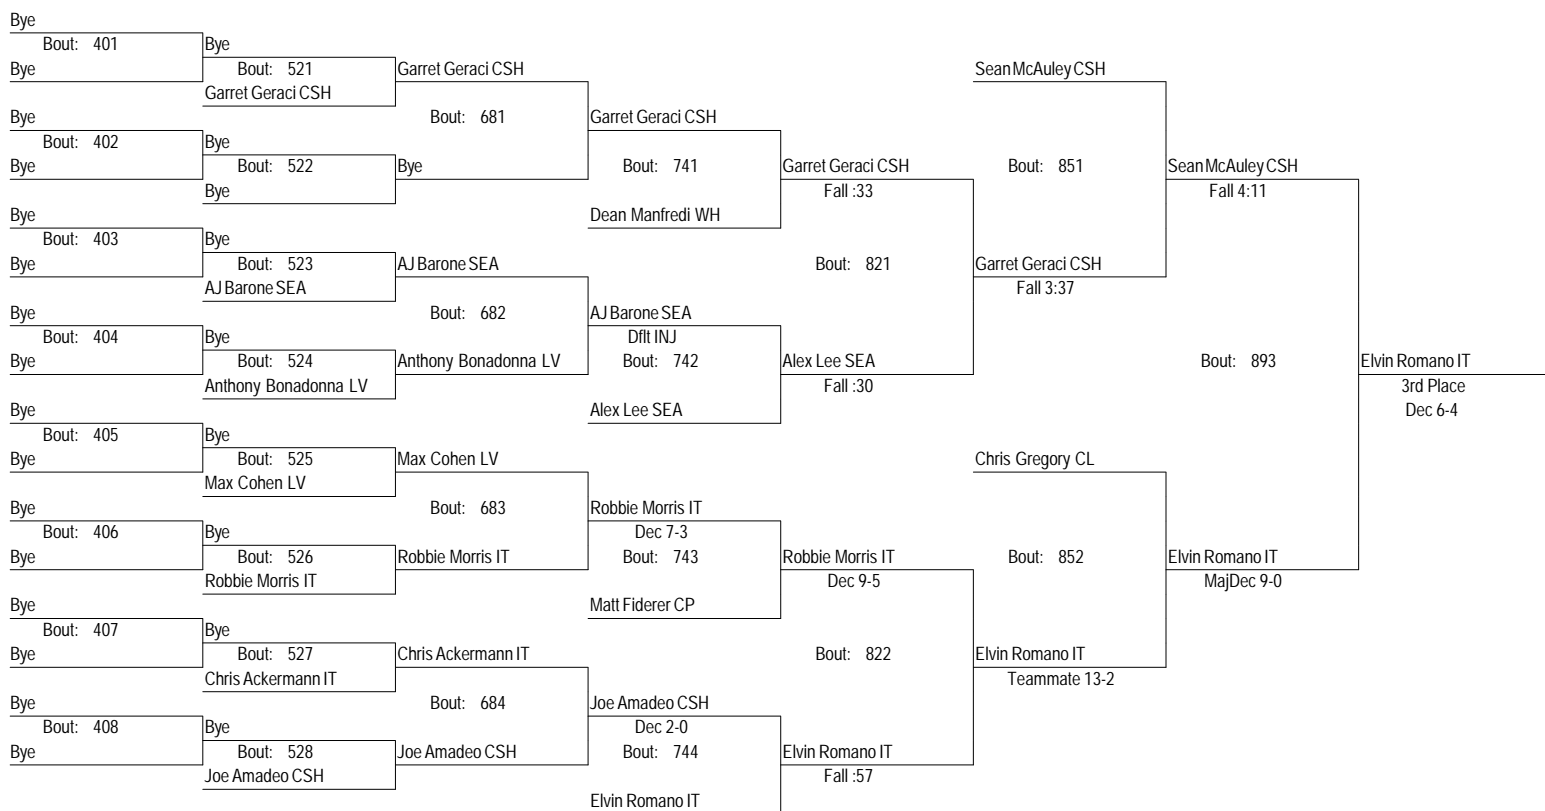 Bye
Bout: 401
Bye
Bye
Bout: 521
Garret Geraci CSH
Garret Geraci CSH
Sean McAuley CSH
Bye
Bout: 402
Bye
Bye
Bout: 522
Bye
Bye
Bout: 681
Garret Geraci CSH
Bout: 741
Garret Geraci CSH
Fall :33
Dean Manfredi WH
Bout: 851
Sean McAuley CSH
Fall 4:11
Bye
Bout: 403
Bye
Bye
Bout: 523
AJ Barone SEA
AJ Barone SEA
Bout: 821
Garret Geraci CSH
Fall 3:37
Bye
Bout: 404
Bye
Bye
Bout: 524
Anthony Bonadonna LV
Anthony Bonadonna LV
Bout: 682
AJ Barone SEA
Dflt INJ
Bout: 742
Alex Lee SEA
Fall :30
Alex Lee SEA
Bout: 893
Elvin Romano IT
3rd Place
Dec 6-4
Bye
Bout: 405
Bye
Bye
Bout: 525
Max Cohen LV
Max Cohen LV
Chris Gregory CL
Bye
Bout: 406
Bye
Bye
Bout: 526
Robbie Morris IT
Robbie Morris IT
Bout: 683
Robbie Morris IT
Dec 7-3
Bout: 743
Robbie Morris IT
Dec 9-5
Matt Fiderer CP
Bout: 852
Elvin Romano IT
MajDec 9-0
Bye
Bout: 407
Bye
Bye
Bout: 527
Chris Ackermann IT
Chris Ackermann IT
Bout: 822
Elvin Romano IT
Teammate 13-2
Bye
Bout: 408
Bye
Bye
Bout: 528
Joe Amadeo CSH
Joe Amadeo CSH
Bout: 684
Joe Amadeo CSH
Dec 2-0
Bout: 744
Elvin Romano IT
Fall :57
Elvin Romano IT